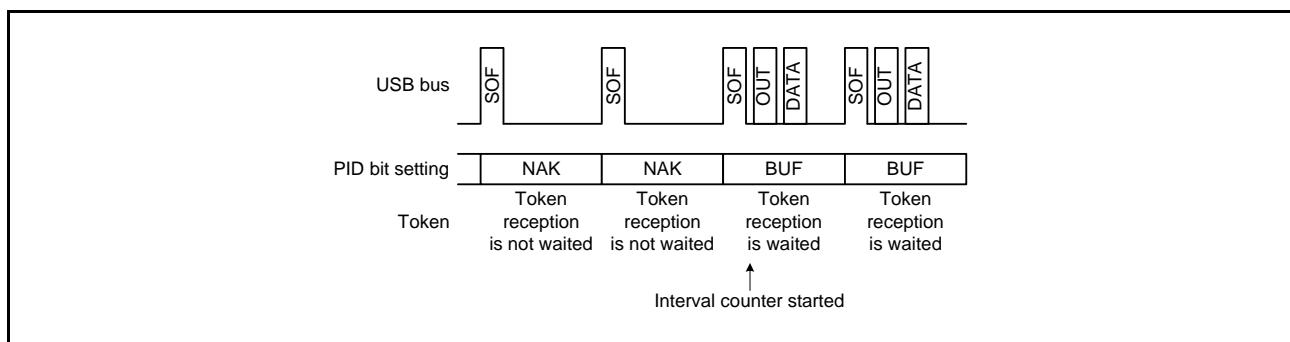 USB bus
SOF
SOF
SOF
OUT
DATA
SOF
OUT
DATA
PID bit setting
NAK
NAK
BUF
BUF
Token
Token
reception
is not waited
Token
reception
is not waited
Token
reception
is waited
Token
reception
is waited
Interval counter started